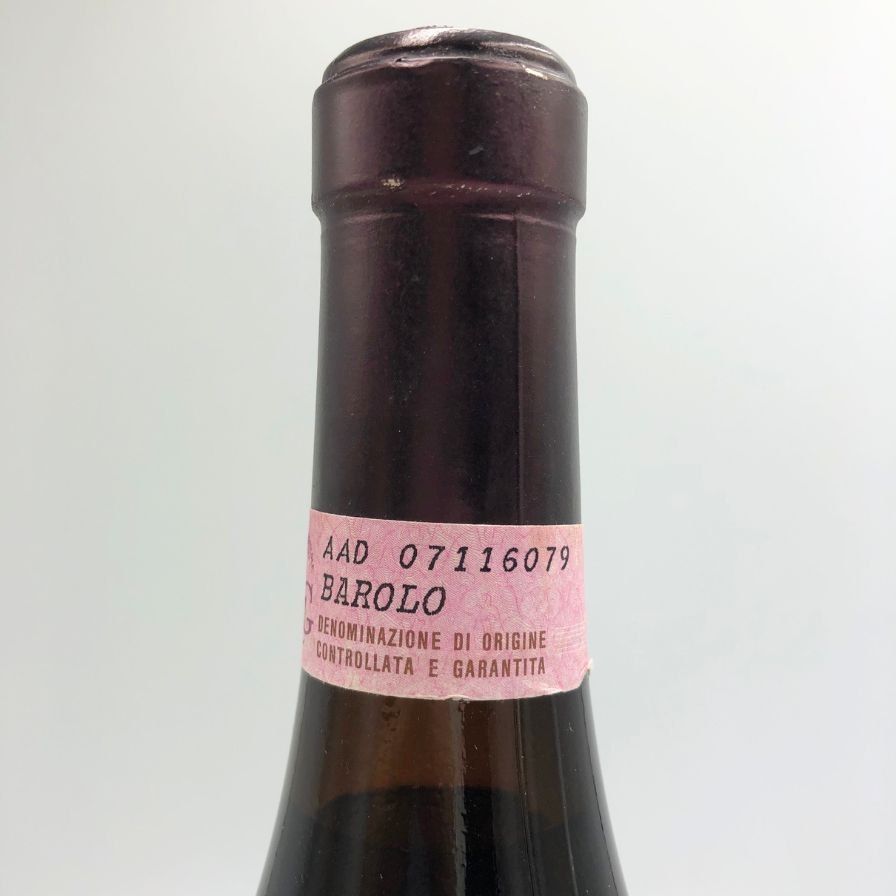 AAD 07116079
BAROLO
DENOMINAZIONE DI ORIGINE
CONTROLLATA E GARANTITA